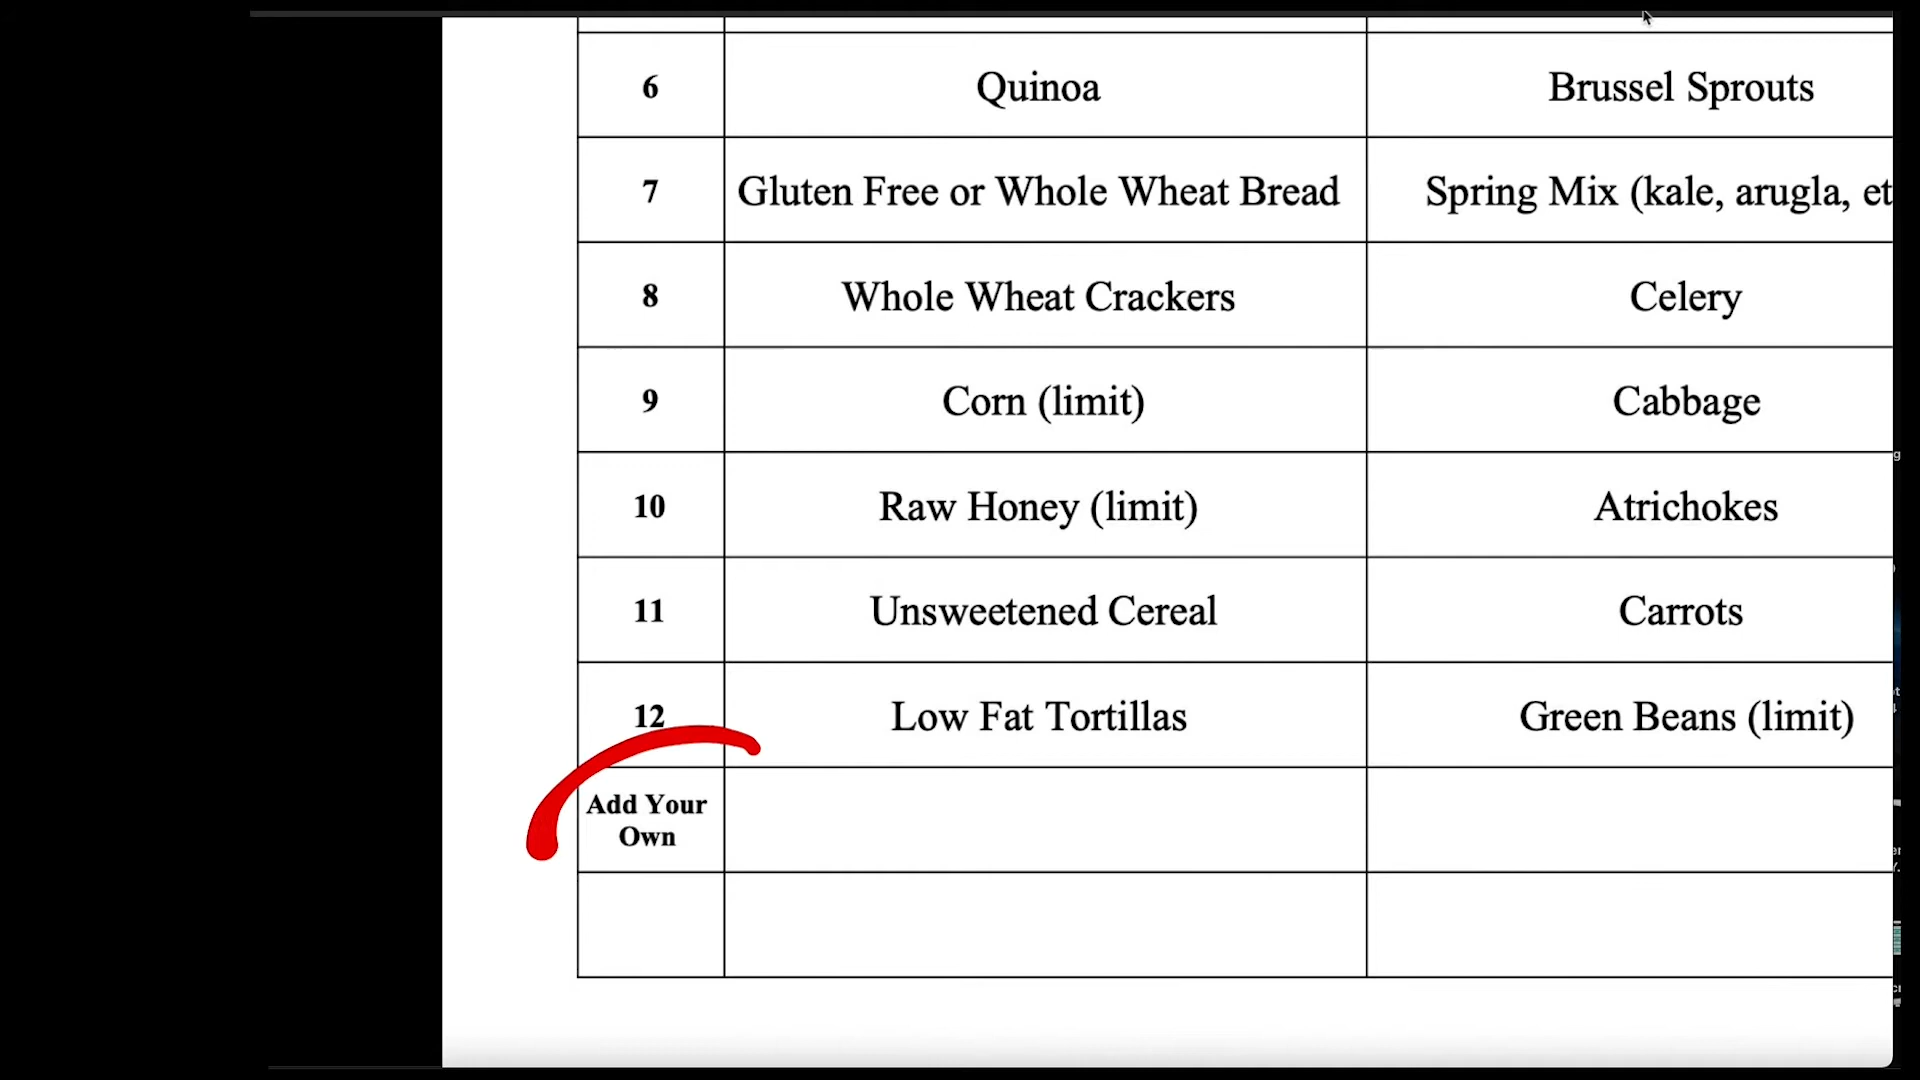 6 Quinoa Brussel Sprouts
7 Gluten Free or Whole Wheat Bread Spring Mix (kale, arugla, et
8 Whole Wheat Crackers Celery
9 Corn (limit) Cabbage
10 Raw Honey (limit) Atrichokes
11 Unsweetened Cereal Carrots
12 Low Fat Tortillas Green Beans (limit)
Add Your
Own